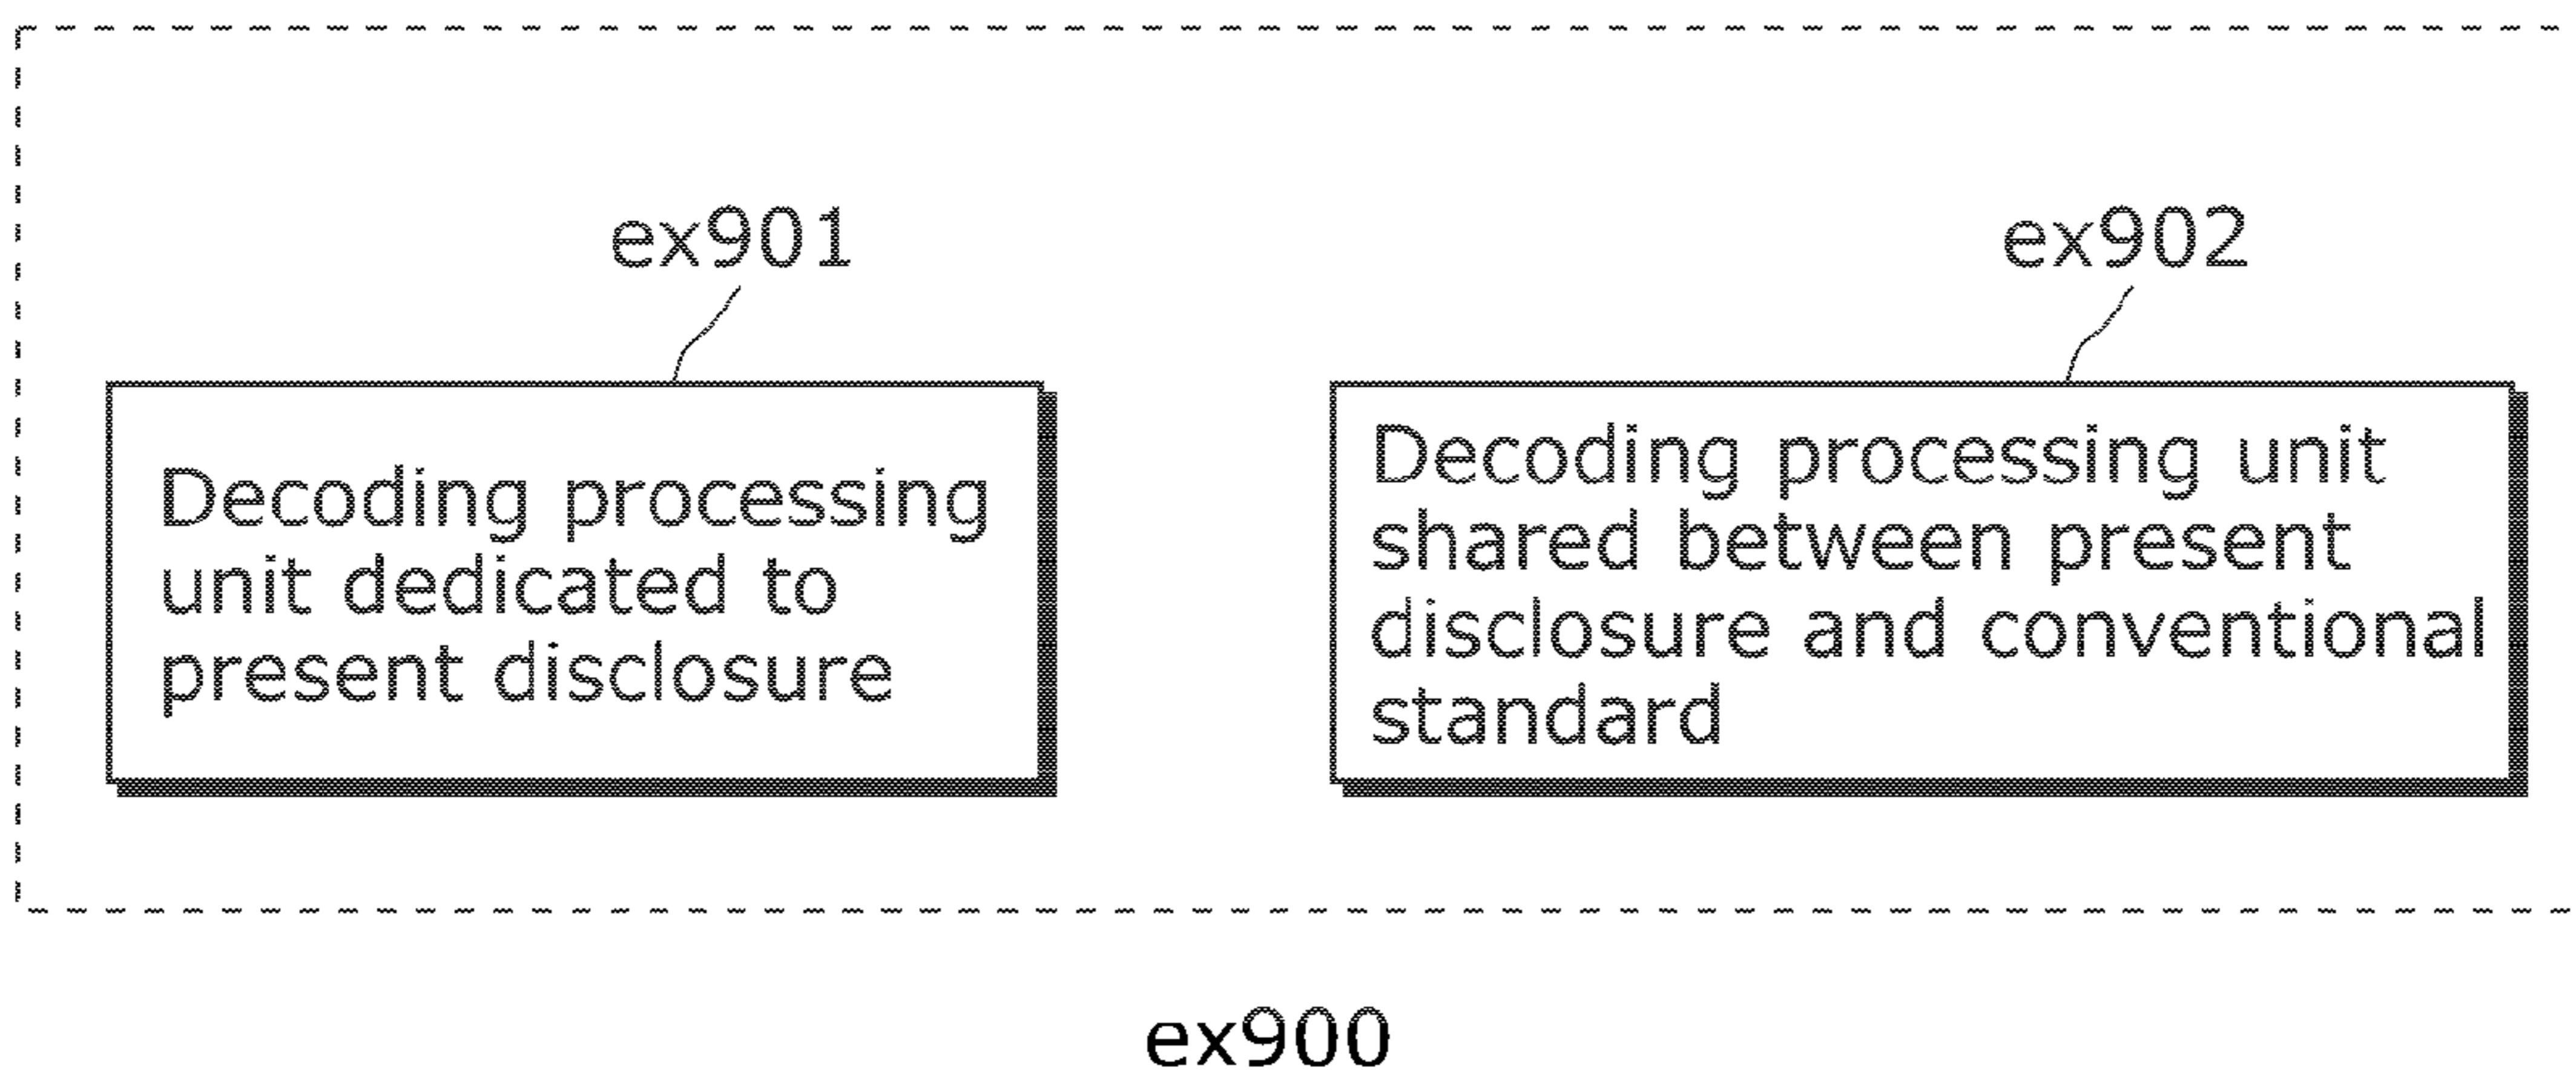 ex901
Decoding processing
unit dedicated to
present disclosure
ex902
Decoding processing unit
shared between present
disclosure and conventional
standard
ex900